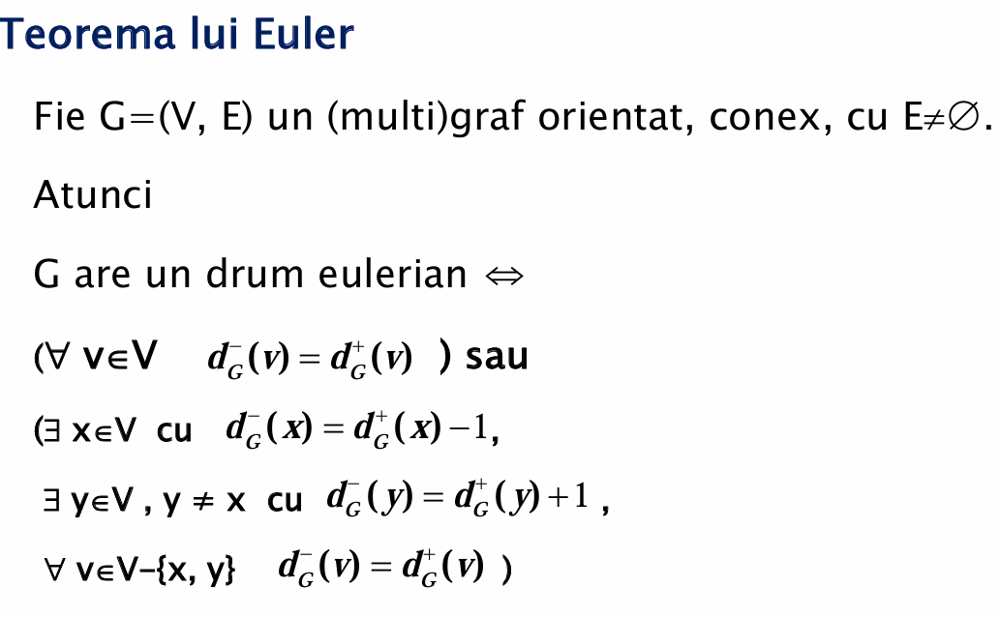 Teorema lui Euler
Fie G=(V, E) un (multi)graf orientat, conex, cu E≠∅.
Atunci
G are un drum eulerian ⇔
(∀ v∈V d_G^-(v) = d_G^+(v) ) sau
(∃ x∈V cu d_G^-(x) = d_G^+(x) −1,
∃ y∈V , y ≠ x cu d_G^-(y) = d_G^+(y) +1 ,
∀ v∈V–{x, y} d_G^-(v) = d_G^+(v) )